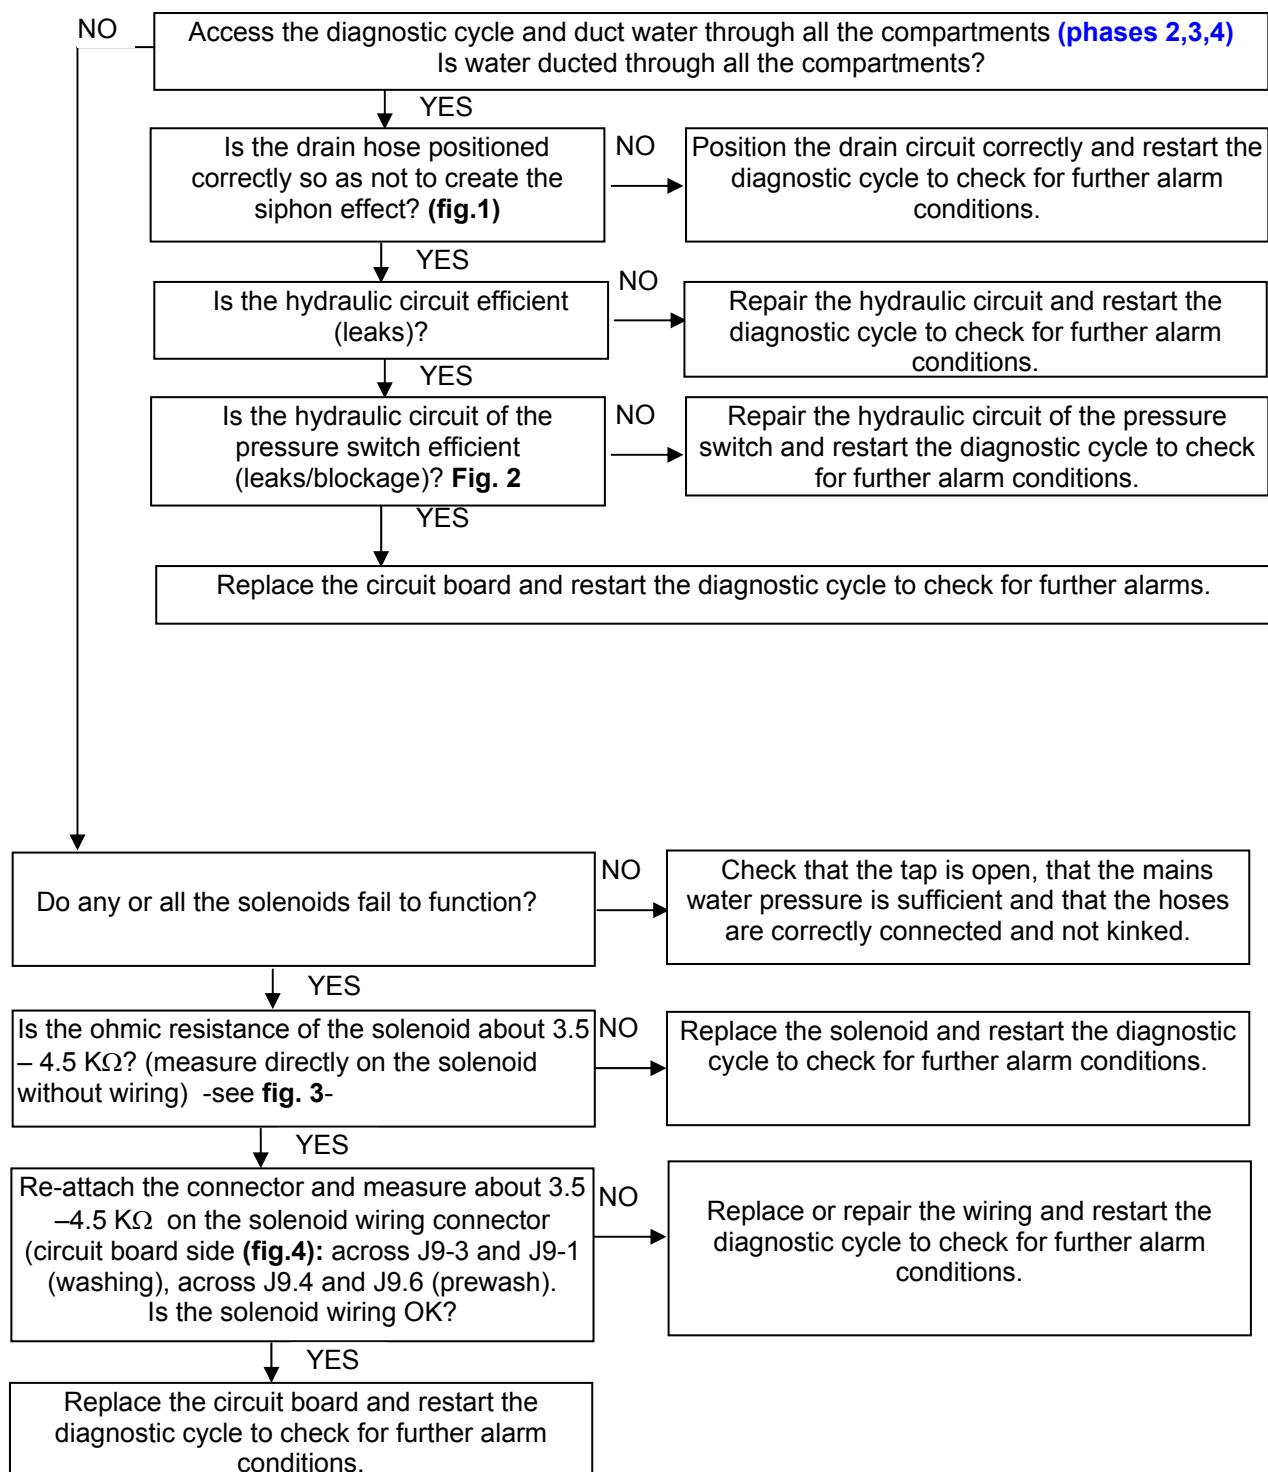 NO
Access the diagnostic cycle and duct water through all the compartments (phases 2,3,4)
Is water ducted through all the compartments?
YES
Is the drain hose positioned
correctly so as not to create the
siphon effect? (fig.1)
NO
Position the drain circuit correctly and restart the
diagnostic cycle to check for further alarm
conditions.
YES
Is the hydraulic circuit efficient
(leaks)?
NO
Repair the hydraulic circuit and restart the
diagnostic cycle to check for further alarm
conditions.
YES
Is the hydraulic circuit of the
pressure switch efficient
(leaks/blockage)? Fig. 2
NO
Repair the hydraulic circuit of the pressure
switch and restart the diagnostic cycle to check
for further alarm conditions.
YES
Replace the circuit board and restart the diagnostic cycle to check for further alarms.
Do any or all the solenoids fail to function?
NO
Check that the tap is open, that the mains
water pressure is sufficient and that the hoses
are correctly connected and not kinked.
YES
Is the ohmic resistance of the solenoid about 3.5
– 4.5 KΩ? (measure directly on the solenoid
without wiring) -see fig. 3-
NO
Replace the solenoid and restart the diagnostic
cycle to check for further alarm conditions.
YES
Re-attach the connector and measure about 3.5
–4.5 KΩ on the solenoid wiring connector
(circuit board side (fig.4): across J9-3 and J9-1
(washing), across J9.4 and J9.6 (prewash).
Is the solenoid wiring OK?
NO
Replace or repair the wiring and restart the
diagnostic cycle to check for further alarm
conditions.
YES
Replace the circuit board and restart the
diagnostic cycle to check for further alarm
conditions.